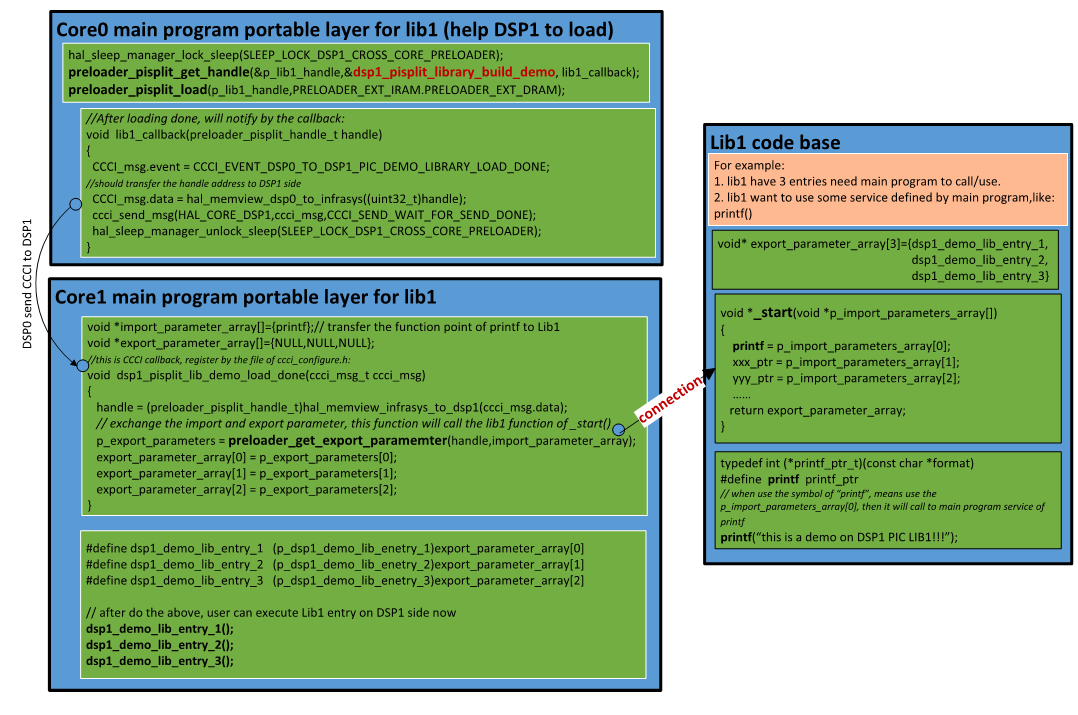 Core0 main program portable layer for lib1 (help DSP1 to load)
hal_sleep_manager_lock_sleep(SLEEP_LOCK_DSP1_CROSS_CORE_PRELOADER);
preloader_pisplit_get_handle(&p_lib1_handle,&dsp1_pisplit_library_build_demo, lib1_callback);
preloader_pisplit_load(p_lib1_handle,PRELOADER_EXT_IRAM.PRELOADER_EXT_DRAM);
//After loading done, will notify by the callback:
void lib1_callback(preloader_pisplit_handle_t handle)
{
CCCI_msg.event = CCCI_EVENT_DSP0_TO_DSP1_PIC_DEMO_LIBRARY_LOAD_DONE;
//should transfer the handle address to DSP1 side
CCCI_msg.data = hal_memview_dsp0_to_infrasys((uint32_t)handle);
ccci_send_msg(HAL_CORE_DSP1,ccci_msg,CCCI_SEND_WAIT_FOR_SEND_DONE);
hal_sleep_manager_unlock_sleep(SLEEP_LOCK_DSP1_CROSS_CORE_PRELOADER);
}
DSP0 send CCCI to DSP1
Core1 main program portable layer for lib1
void *import_parameter_array[]={printf};// transfer the function point of printf to Lib1
void *export_parameter_array[]={NULL,NULL,NULL};
//this is CCCI callback, register by the file of ccci_configure.h:
void dsp1_pisplit_lib_demo_load_done(ccci_msg_t ccci_msg)
{
handle = (preloader_pisplit_handle_t)hal_memview_infrasys_to_dsp1(ccci_msg.data);
// exchange the import and export parameter, this function will call the lib1 function of _start()
p_export_parameters = preloader_get_export_paramemter(handle,import_parameter_array);
export_parameter_array[0] = p_export_parameters[0];
export_parameter_array[1] = p_export_parameters[1];
export_parameter_array[2] = p_export_parameters[2];
}
#define dsp1_demo_lib_entry_1 (p_dsp1_demo_lib_enetry_1)export_parameter_array[0]
#define dsp1_demo_lib_entry_2 (p_dsp1_demo_lib_enetry_2)export_parameter_array[1]
#define dsp1_demo_lib_entry_3 (p_dsp1_demo_lib_enetry_3)export_parameter_array[2]
// after do the above, user can execute Lib1 entry on DSP1 side now
dsp1_demo_lib_entry_1();
dsp1_demo_lib_entry_2();
dsp1_demo_lib_entry_3();
connection
Lib1 code base
For example:
1. lib1 have 3 entries need main program to call/use.
2. lib1 want to use some service defined by main program,like:
printf()
void* export_parameter_array[3]={dsp1_demo_lib_entry_1,
dsp1_demo_lib_entry_2,
dsp1_demo_lib_entry_3}
void *_start(void *p_import_parameters_array[])
{
printf = p_import_parameters_array[0];
xxx_ptr = p_import_parameters_array[1];
yyy_ptr = p_import_parameters_array[2];
......
return export_parameter_array;
}
typedef int (*printf_ptr_t)(const char *format)
#define printf printf_ptr
// when use the symbol of "printf", means use the
p_import_parameters_array[0], then it will call to main program service of
printf
printf("this is a demo on DSP1 PIC LIB1!!!");